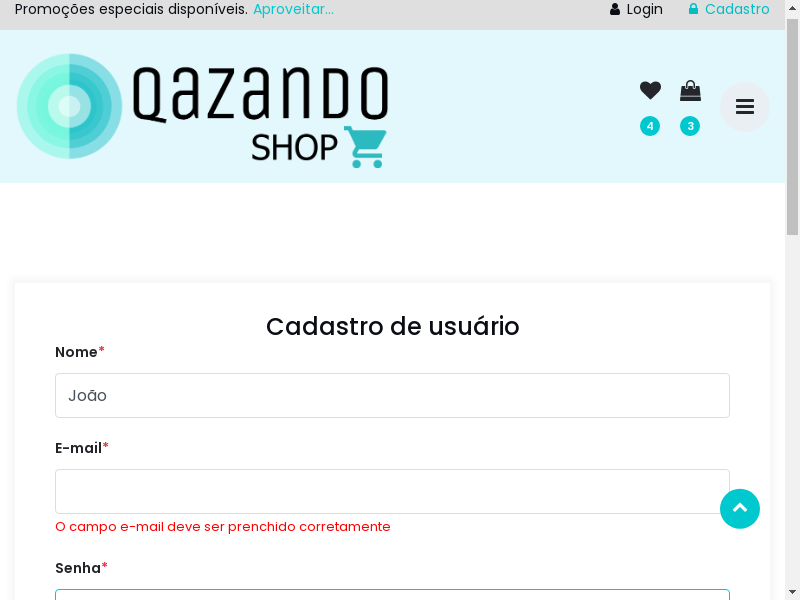 Promoções especiais disponíveis. Aproveitar... Login Cadastro
QAZANDO
SHOP
4 3
Cadastro de usuário
Nome*
João
E-mail*
O campo e-mail deve ser prenchido corretamente
Senha*